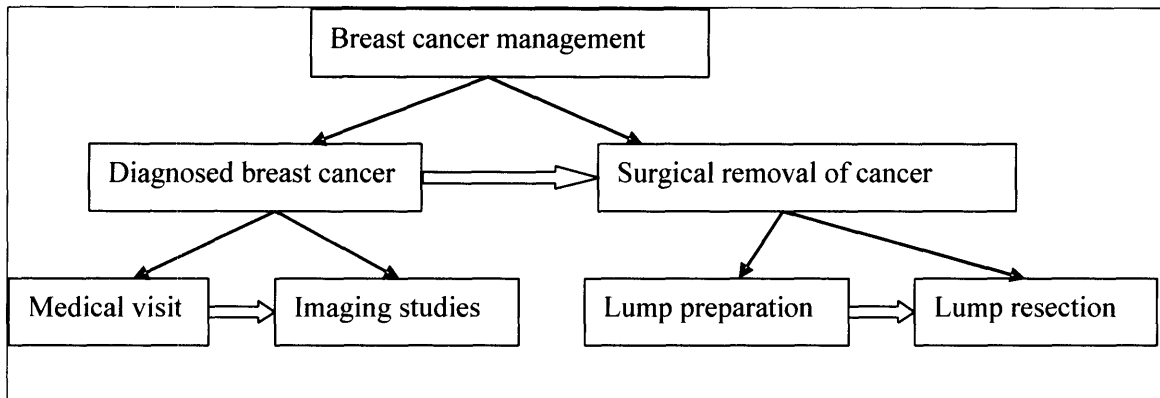 Breast cancer management
Diagnosed breast cancer
Surgical removal of cancer
Medical visit
Imaging studies
Lump preparation
Lump resection